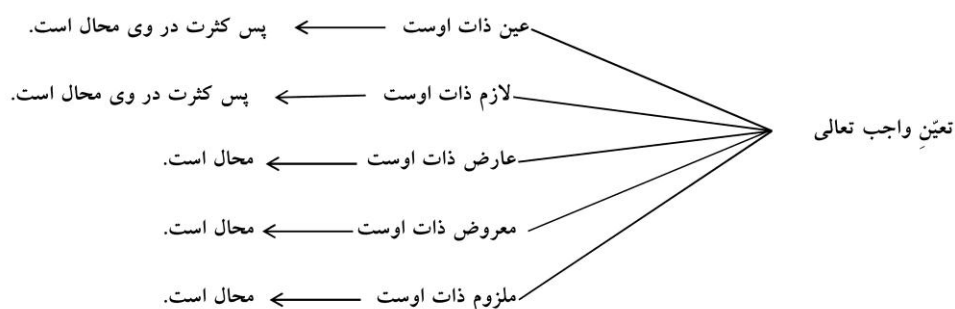 عین ذات اوست پس کثرت در وی محال است.
لازم ذات اوست پس کثرت در وی محال است.
تعیّنِ واجب تعالی
عارض ذات اوست محال است.
معروض ذات اوست محال است.
ملزوم ذات اوست محال است.